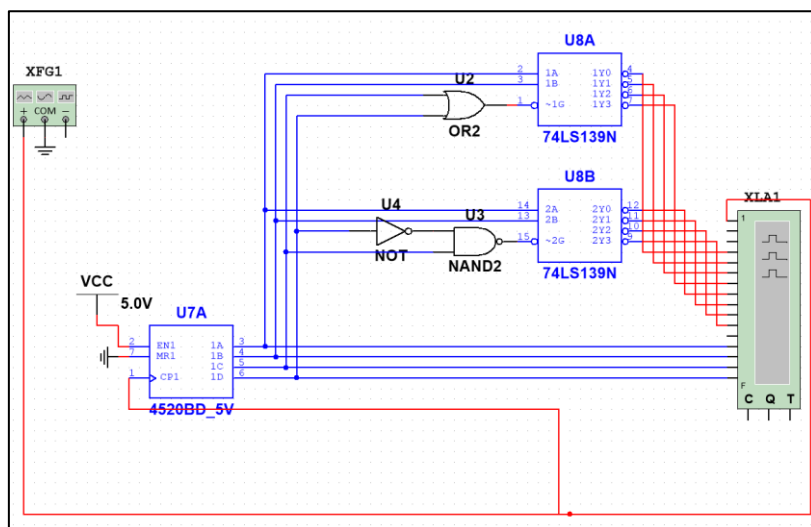 XFG1
COM
+ −
U2
OR2
U8A
2 1A 1Y0 4
3 1B 1Y1 5
1Y2 6
1 ~1G 1Y3 7
74LS139N
U8B
14 2A 2Y0 12
13 2B 2Y1 11
2Y2 10
15 ~2G 2Y3 9
74LS139N
U4
NOT
U3
NAND2
XLA1
1
F
C Q T
VCC
5.0V
U7A
2 EN1 1A 3
7 MR1 1B 4
1C 5
1 CP1 1D 6
4520BD_5V